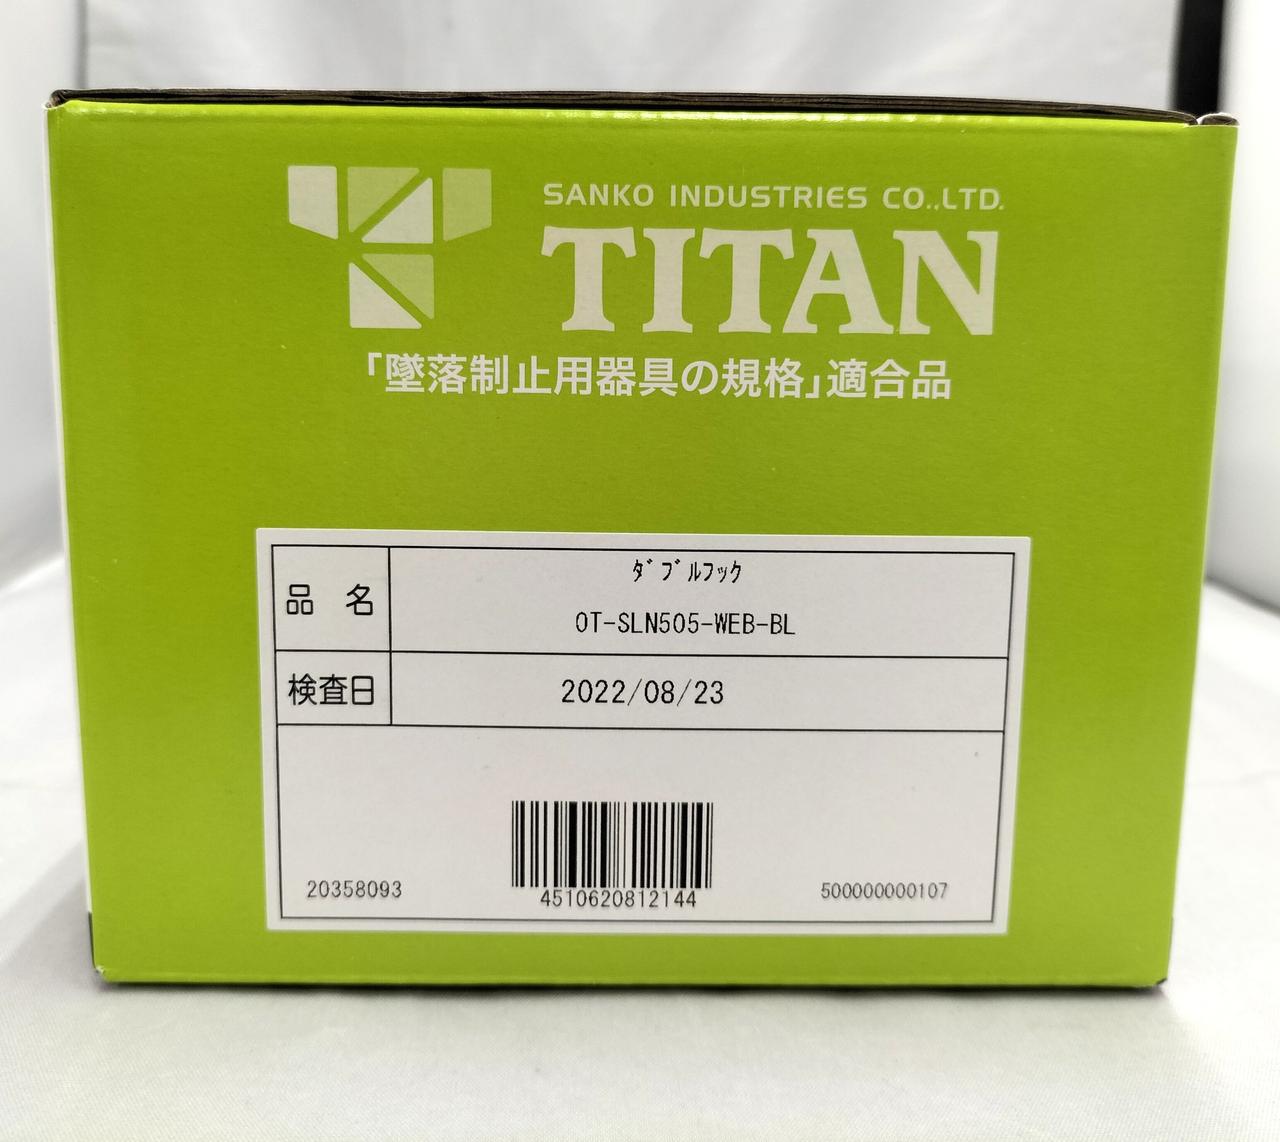 SANKO INDUSTRIES CO.,LTD.
TITAN
「墜落制止用器具の規格」適合品
品 名
ﾀﾞﾌﾞﾙﾌｯｸ
OT-SLN505-WEB-BL
検査日
2022/08/23
4510620812144
20358093
500000000107